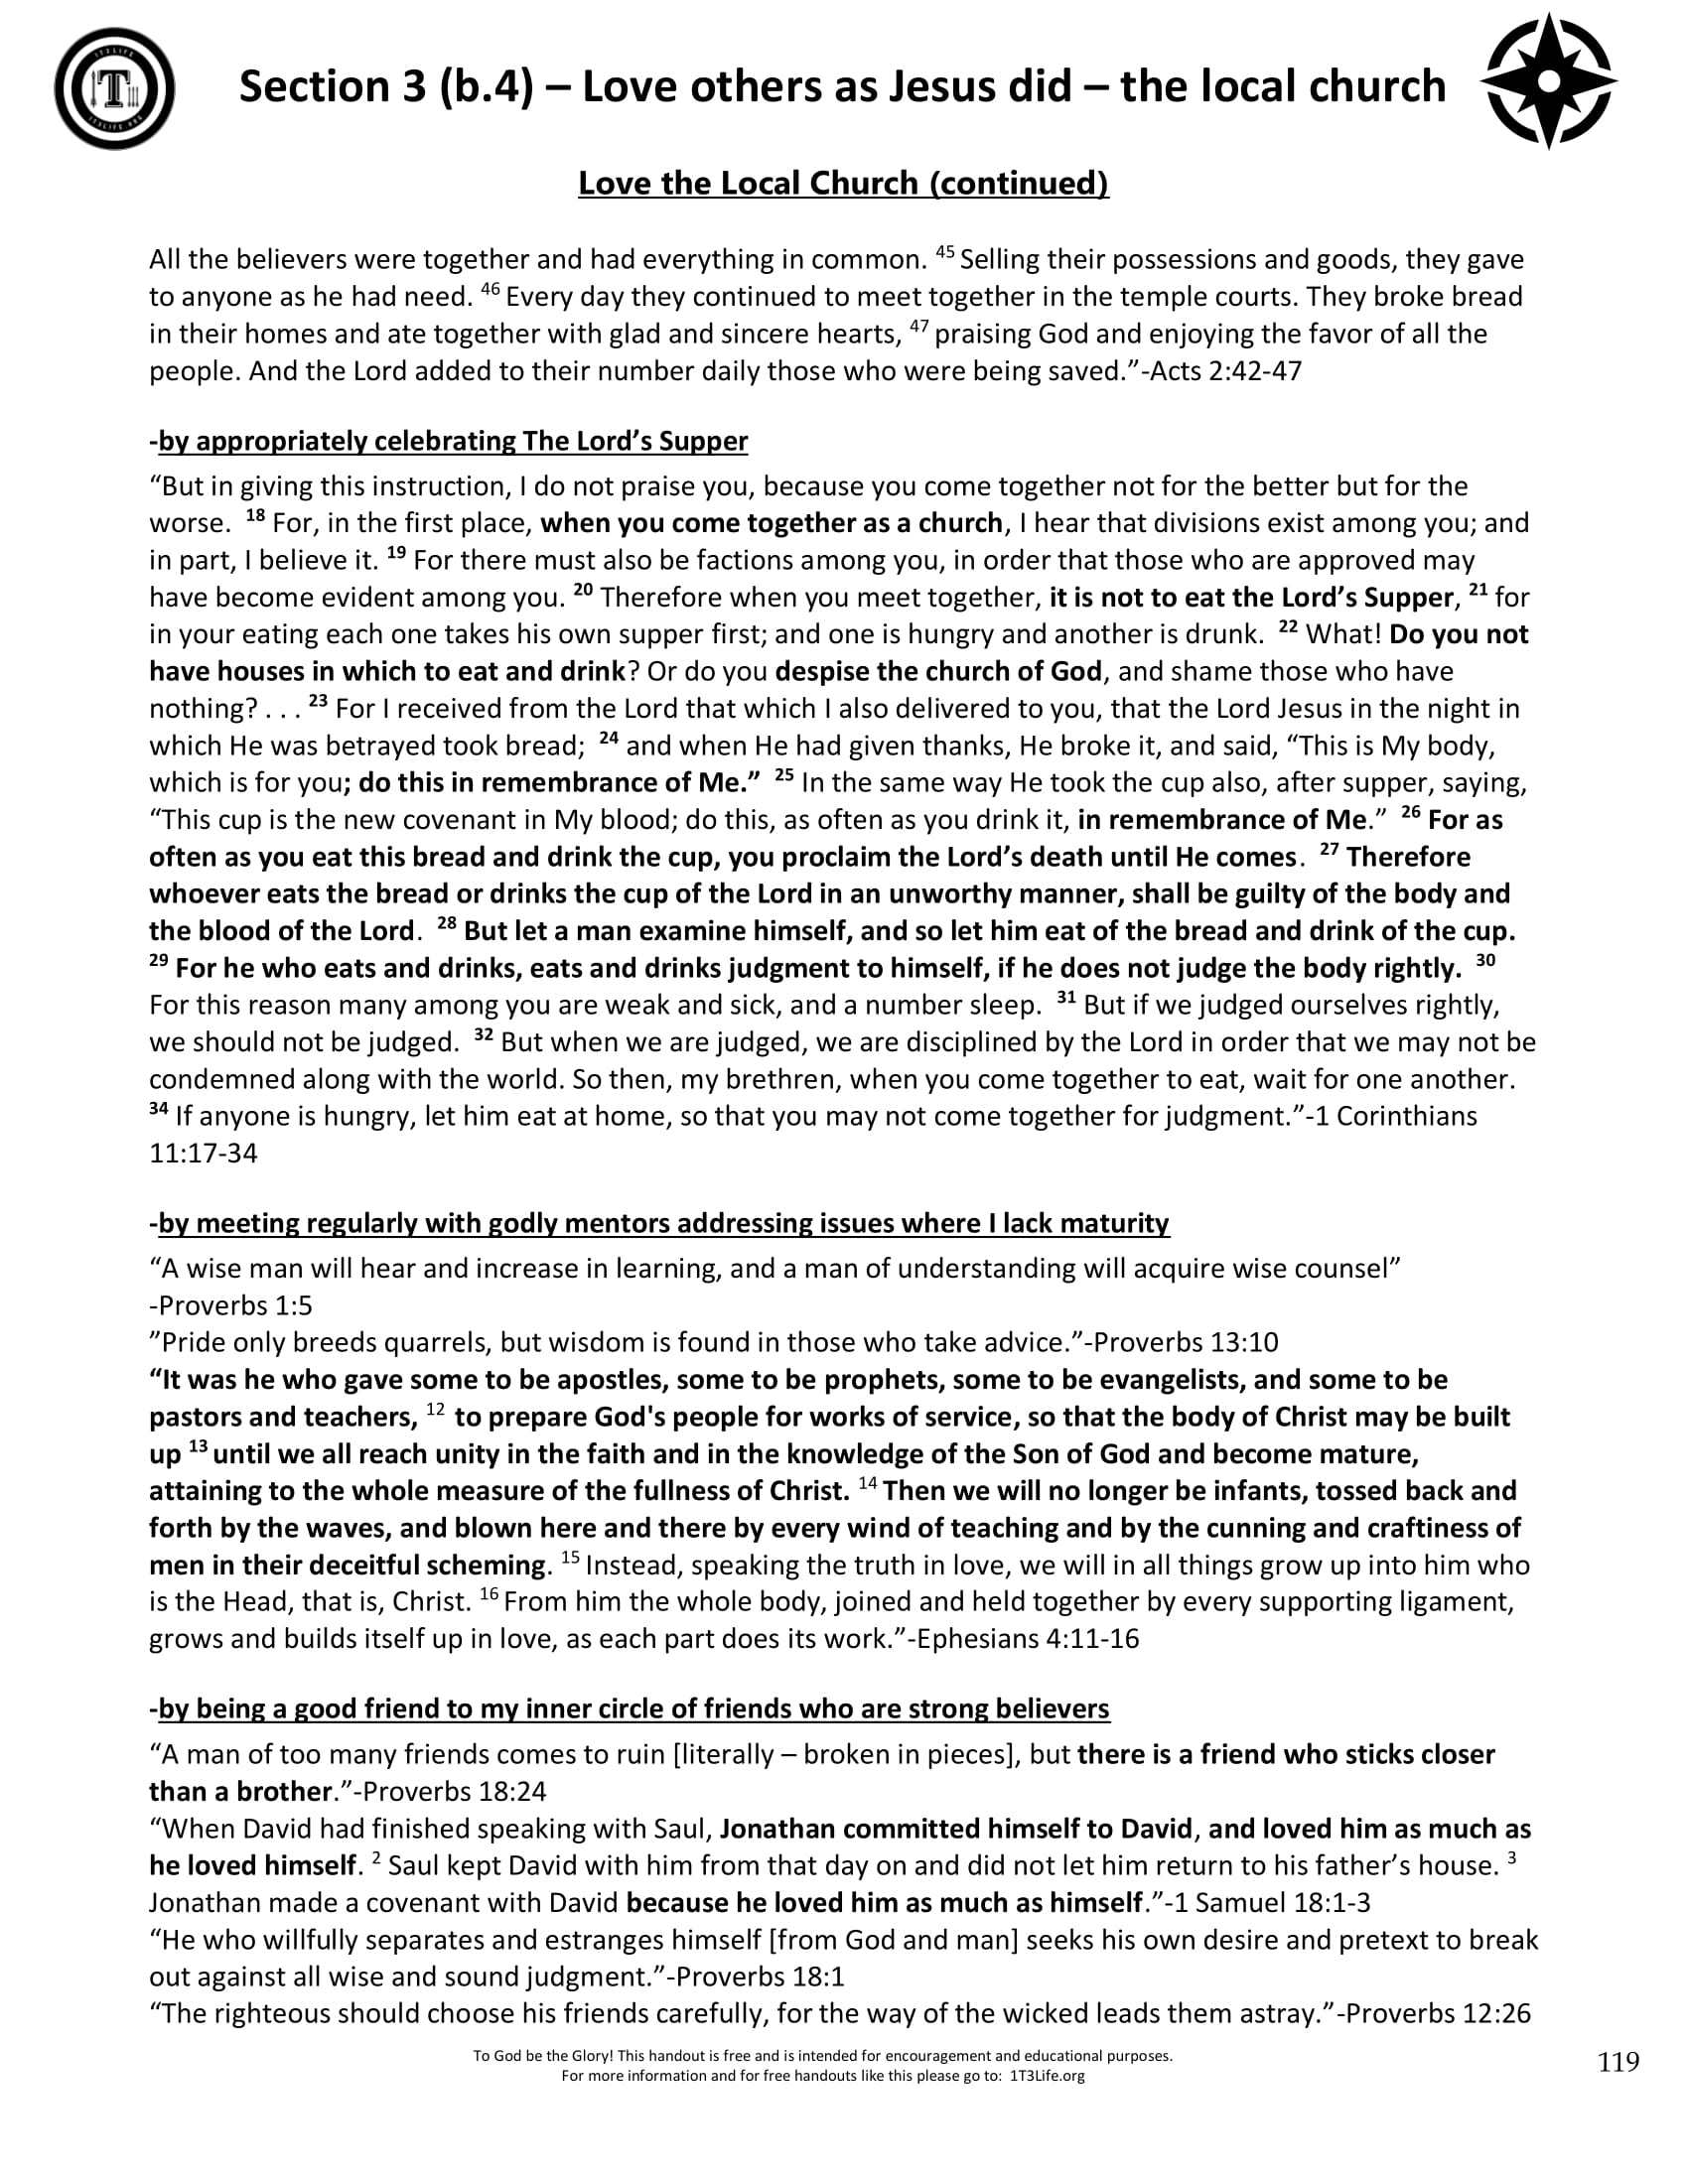 1T3LIFE
T
1T3LIFE.ORG
Section 3 (b.4) – Love others as Jesus did – the local church
Love the Local Church (continued)
All the believers were together and had everything in common. 45 Selling their possessions and goods, they gave
to anyone as he had need. 46 Every day they continued to meet together in the temple courts. They broke bread
in their homes and ate together with glad and sincere hearts, 47 praising God and enjoying the favor of all the
people. And the Lord added to their number daily those who were being saved.”-Acts 2:42-47
-by appropriately celebrating The Lord’s Supper
“But in giving this instruction, I do not praise you, because you come together not for the better but for the
worse. 18 For, in the first place, when you come together as a church, I hear that divisions exist among you; and
in part, I believe it. 19 For there must also be factions among you, in order that those who are approved may
have become evident among you. 20 Therefore when you meet together, it is not to eat the Lord’s Supper, 21 for
in your eating each one takes his own supper first; and one is hungry and another is drunk. 22 What! Do you not
have houses in which to eat and drink? Or do you despise the church of God, and shame those who have
nothing? . . . 23 For I received from the Lord that which I also delivered to you, that the Lord Jesus in the night in
which He was betrayed took bread; 24 and when He had given thanks, He broke it, and said, “This is My body,
which is for you; do this in remembrance of Me.” 25 In the same way He took the cup also, after supper, saying,
“This cup is the new covenant in My blood; do this, as often as you drink it, in remembrance of Me.” 26 For as
often as you eat this bread and drink the cup, you proclaim the Lord’s death until He comes. 27 Therefore
whoever eats the bread or drinks the cup of the Lord in an unworthy manner, shall be guilty of the body and
the blood of the Lord. 28 But let a man examine himself, and so let him eat of the bread and drink of the cup.
29 For he who eats and drinks, eats and drinks judgment to himself, if he does not judge the body rightly. 30
For this reason many among you are weak and sick, and a number sleep. 31 But if we judged ourselves rightly,
we should not be judged. 32 But when we are judged, we are disciplined by the Lord in order that we may not be
condemned along with the world. So then, my brethren, when you come together to eat, wait for one another.
34 If anyone is hungry, let him eat at home, so that you may not come together for judgment.”-1 Corinthians
11:17-34
-by meeting regularly with godly mentors addressing issues where I lack maturity
“A wise man will hear and increase in learning, and a man of understanding will acquire wise counsel”
-Proverbs 1:5
”Pride only breeds quarrels, but wisdom is found in those who take advice.”-Proverbs 13:10
“It was he who gave some to be apostles, some to be prophets, some to be evangelists, and some to be
pastors and teachers, 12 to prepare God's people for works of service, so that the body of Christ may be built
up 13 until we all reach unity in the faith and in the knowledge of the Son of God and become mature,
attaining to the whole measure of the fullness of Christ. 14 Then we will no longer be infants, tossed back and
forth by the waves, and blown here and there by every wind of teaching and by the cunning and craftiness of
men in their deceitful scheming. 15 Instead, speaking the truth in love, we will in all things grow up into him who
is the Head, that is, Christ. 16 From him the whole body, joined and held together by every supporting ligament,
grows and builds itself up in love, as each part does its work.”-Ephesians 4:11-16
-by being a good friend to my inner circle of friends who are strong believers
“A man of too many friends comes to ruin [literally – broken in pieces], but there is a friend who sticks closer
than a brother.”-Proverbs 18:24
“When David had finished speaking with Saul, Jonathan committed himself to David, and loved him as much as
he loved himself. 2 Saul kept David with him from that day on and did not let him return to his father’s house. 3
Jonathan made a covenant with David because he loved him as much as himself.”-1 Samuel 18:1-3
“He who willfully separates and estranges himself [from God and man] seeks his own desire and pretext to break
out against all wise and sound judgment.”-Proverbs 18:1
“The righteous should choose his friends carefully, for the way of the wicked leads them astray.”-Proverbs 12:26
To God be the Glory! This handout is free and is intended for encouragement and educational purposes.
For more information and for free handouts like this please go to: 1T3Life.org
119